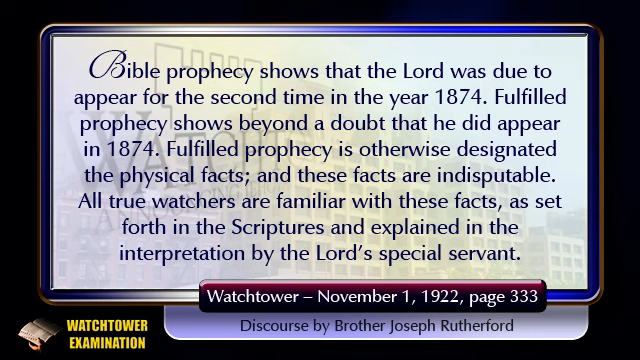 Bible prophecy shows that the Lord was due to
appear for the second time in the year 1874. Fulfilled
prophecy shows beyond a doubt that he did appear
in 1874. Fulfilled prophecy is otherwise designated
the physical facts; and these facts are indisputable.
All true watchers are familiar with these facts, as set
forth in the Scriptures and explained in the
interpretation by the Lord's special servant.
Watchtower – November 1, 1922, page 333
Discourse by Brother Joseph Rutherford
WATCHTOWER
EXAMINATION